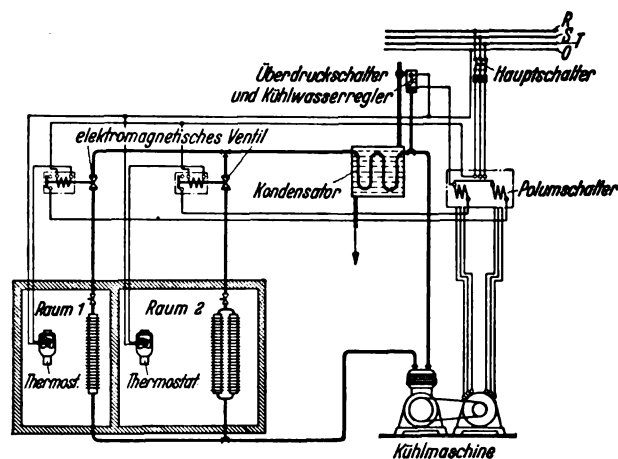 R
S
T
O
Hauptschalter
Überdruckschalter
und Kühlwasserregler
elektromagnetisches Ventil
Kondensator
Polumschalter
Raum 1
Raum 2
Thermost.
Thermostat
Kühlmaschine